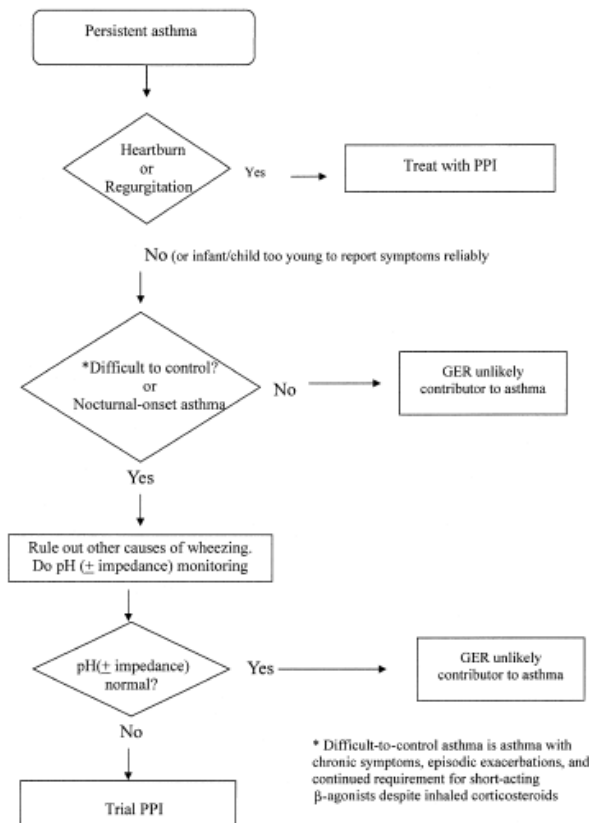 Persistent asthma
Heartburn
or
Regurgitation
Yes
Treat with PPI
No (or infant/child too young to report symptoms reliably
*Difficult to control?
or
Nocturnal-onset asthma
No
GER unlikely
contributor to asthma
Yes
Rule out other causes of wheezing.
Do pH (± impedance) monitoring
pH(± impedance)
normal?
Yes
GER unlikely
contributor to asthma
No
Trial PPI
* Difficult-to-control asthma is asthma with
chronic symptoms, episodic exacerbations, and
continued requirement for short-acting
β-agonists despite inhaled corticosteroids